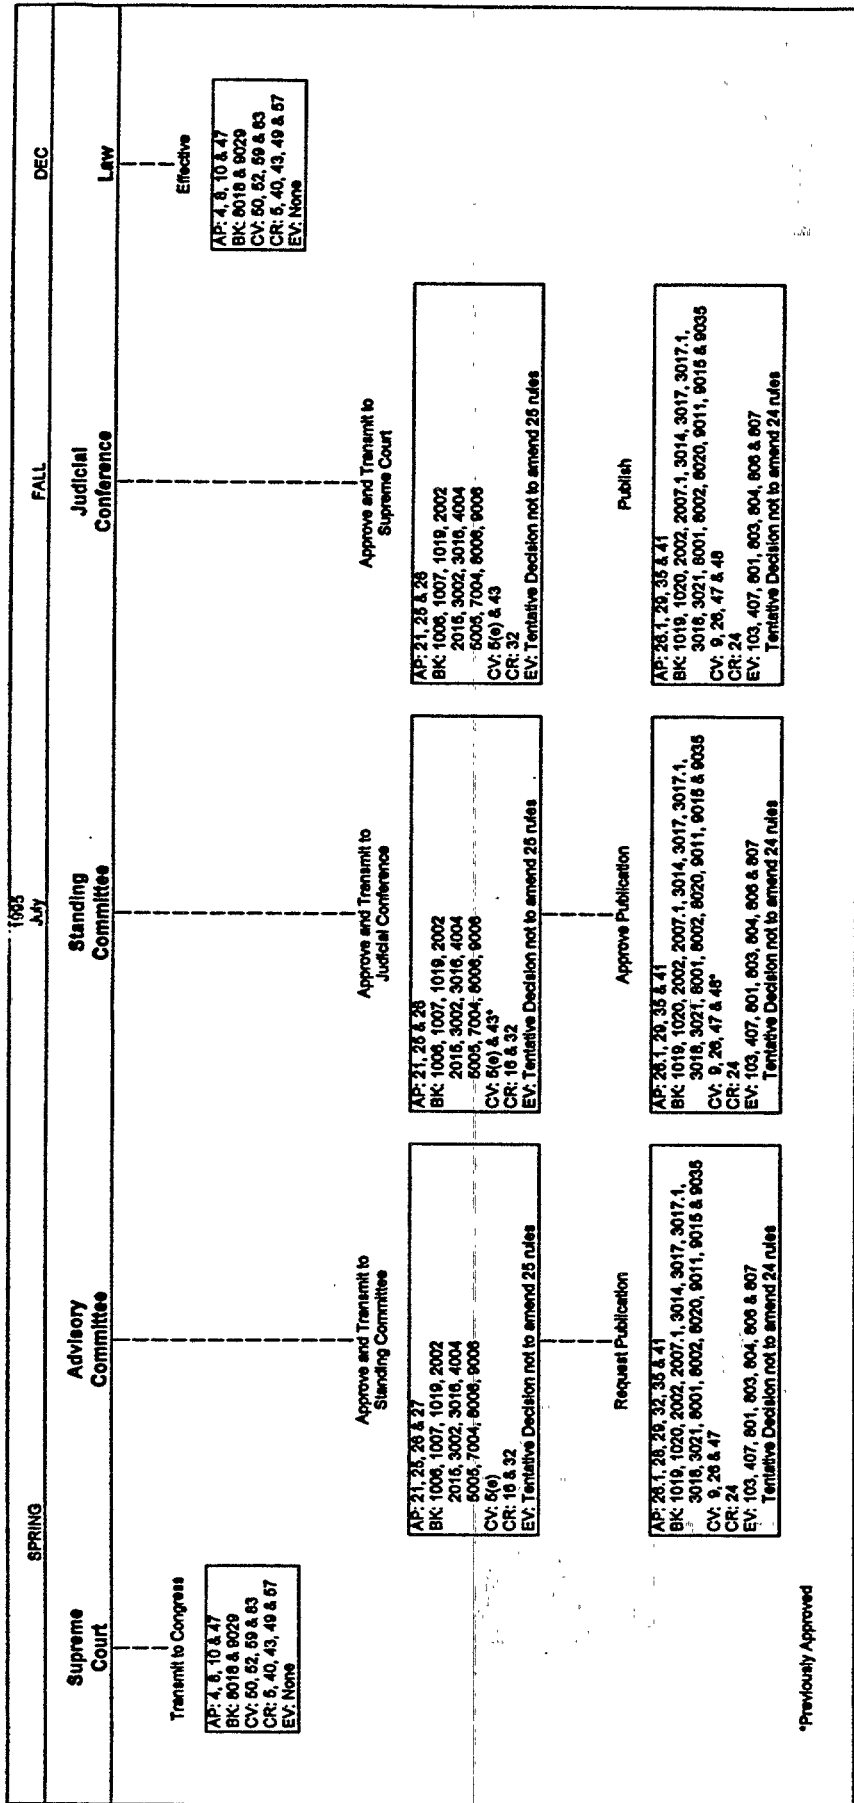 1995
SPRING
July
FALL
DEC
Supreme
Court
Advisory
Committee
Standing
Committee
Judicial
Conference
Law
Transmit to Congress
AP: 4, 8, 10 & 47
BK: 8018 & 9029
CV: 50, 52, 59 & 83
CR: 5, 40, 43, 49 & 57
EV: None
Approve and Transmit to
Standing Committee
AP: 21, 25, 26 & 27
BK: 1006, 1007, 1019, 2002
2015, 3002, 3016, 4004
5005, 7004, 8008, 9006
CV: 5(e)
CR: 16 & 32
EV: Tentative Decision not to amend 25 rules
Request Publication
AP: 26.1, 28, 29, 32, 35 & 41
BK: 1019, 1020, 2002, 2007.1, 3014, 3017, 3017.1,
3018, 3021, 8001, 8002, 8020, 9011, 9015 & 9035
CV: 9, 26 & 47
CR: 24
EV: 103, 407, 801, 803, 804, 806 & 807
Tentative Decision not to amend 24 rules
Approve and Transmit to
Judicial Conference
AP: 21, 25 & 26
BK: 1006, 1007, 1019, 2002
2015, 3002, 3016, 4004
5005, 7004, 8008, 9006
CV: 5(e) & 43*
CR: 16 & 32
EV: Tentative Decision not to amend 25 rules
Approve Publication
AP: 26.1, 29, 35 & 41
BK: 1019, 1020, 2002, 2007.1, 3014, 3017, 3017.1,
3018, 3021, 8001, 8002, 8020, 9011, 9015 & 9035
CV: 9, 26, 47 & 48*
CR: 24
EV: 103, 407, 801, 803, 804, 806 & 807
Tentative Decision not to amend 24 rules
Approve and Transmit to
Supreme Court
AP: 21, 25 & 26
BK: 1006, 1007, 1019, 2002
2015, 3002, 3016, 4004
5005, 7004, 8008, 9006
CV: 5(e) & 43
CR: 32
EV: Tentative Decision not to amend 25 rules
Publish
AP: 26.1, 29, 35 & 41
BK: 1019, 1020, 2002, 2007.1, 3014, 3017, 3017.1,
3018, 3021, 8001, 8002, 8020, 9011, 9015 & 9035
CV: 9, 26, 47 & 48
CR: 24
EV: 103, 407, 801, 803, 804, 806 & 807
Tentative Decision not to amend 24 rules
Effective
AP: 4, 8, 10 & 47
BK: 8018 & 9029
CV: 50, 52, 59 & 83
CR: 5, 40, 43, 49 & 57
EV: None
*Previously Approved